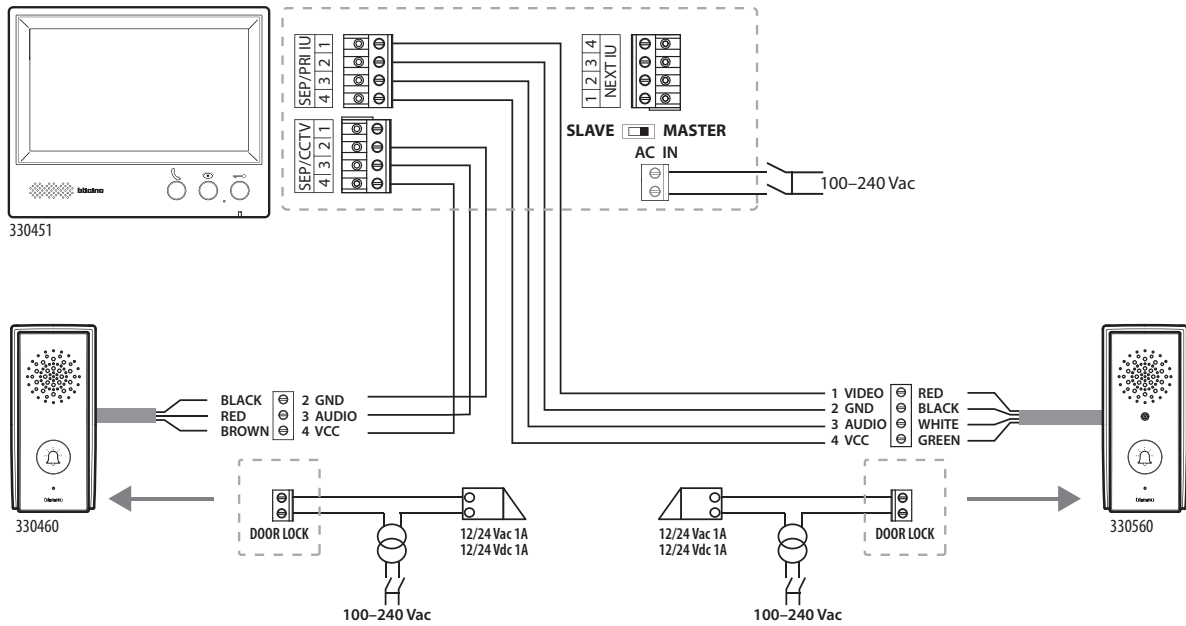 bticino
330451
SEP/PRI IU
1
2
3
4
SEP/CCTV
1
2
3
4
4
3
2
1
NEXT IU
SLAVE MASTER
AC IN
100–240 Vac
330460
BLACK 2 GND
RED 3 AUDIO
BROWN 4 VCC
DOOR LOCK
12/24 Vac 1A
12/24 Vdc 1A
100–240 Vac
1 VIDEO RED
2 GND BLACK
3 AUDIO WHITE
4 VCC GREEN
12/24 Vac 1A
12/24 Vdc 1A
DOOR LOCK
100–240 Vac
bticino
330560